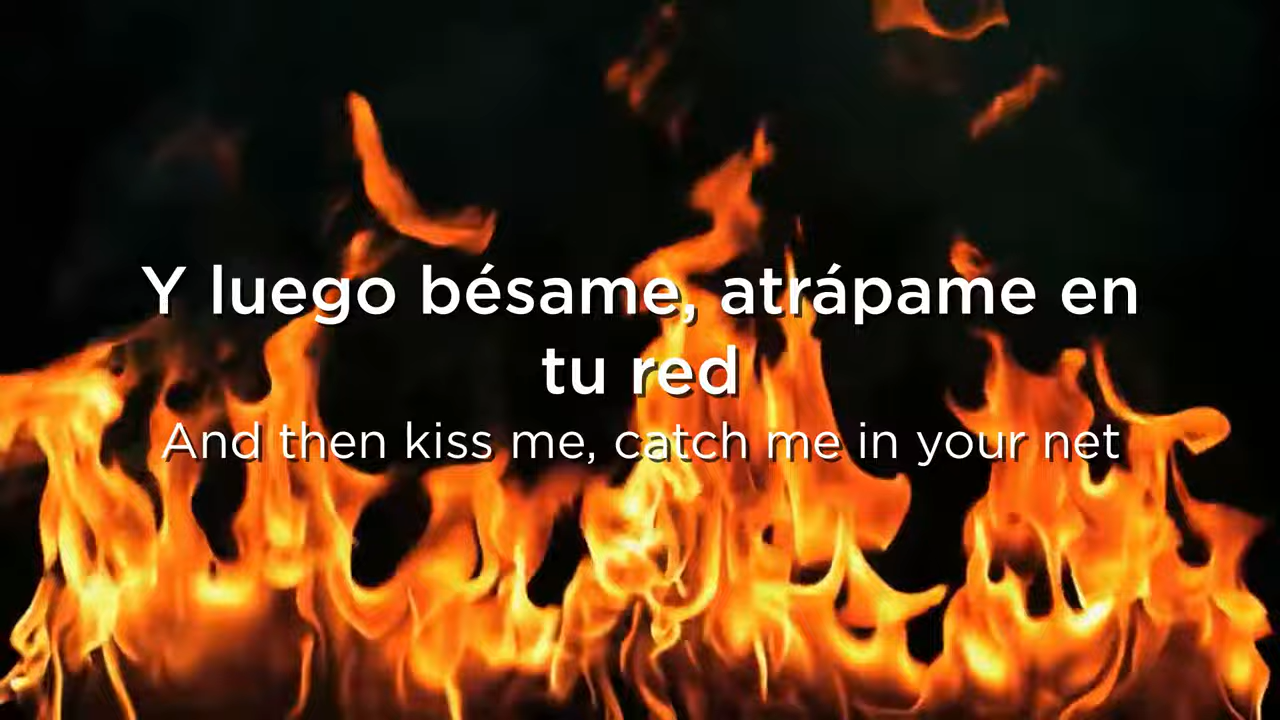 Y luego bésame, atrápame en
tu red
And then kiss me, catch me in your net